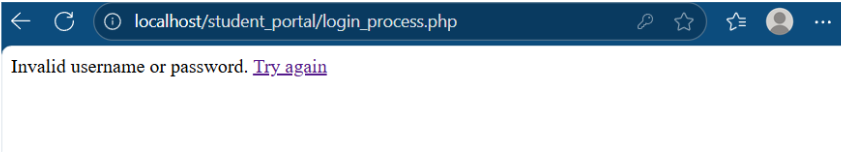 localhost/student_portal/login_process.php
Invalid username or password. Try again